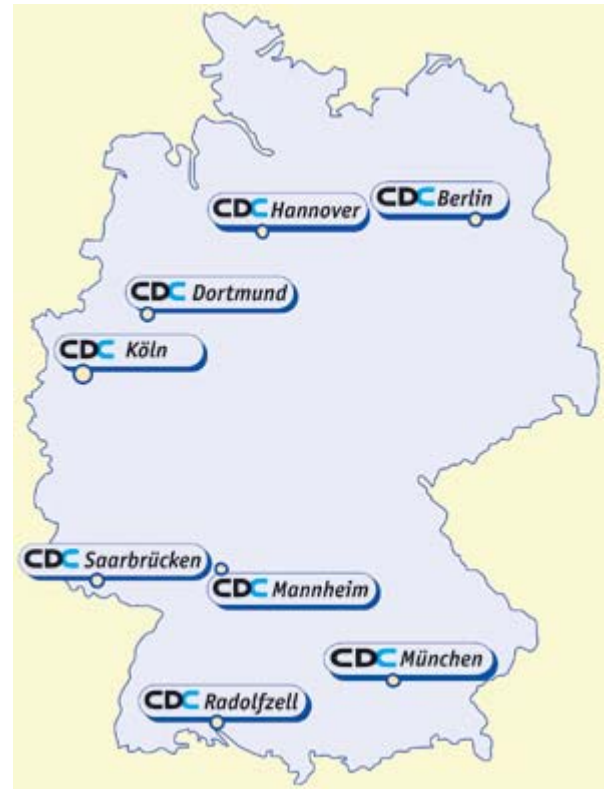 CDC Hannover
CDC Berlin
CDC Dortmund
CDC Köln
CDC Saarbrücken
CDC Mannheim
CDC München
CDC Radolfzell